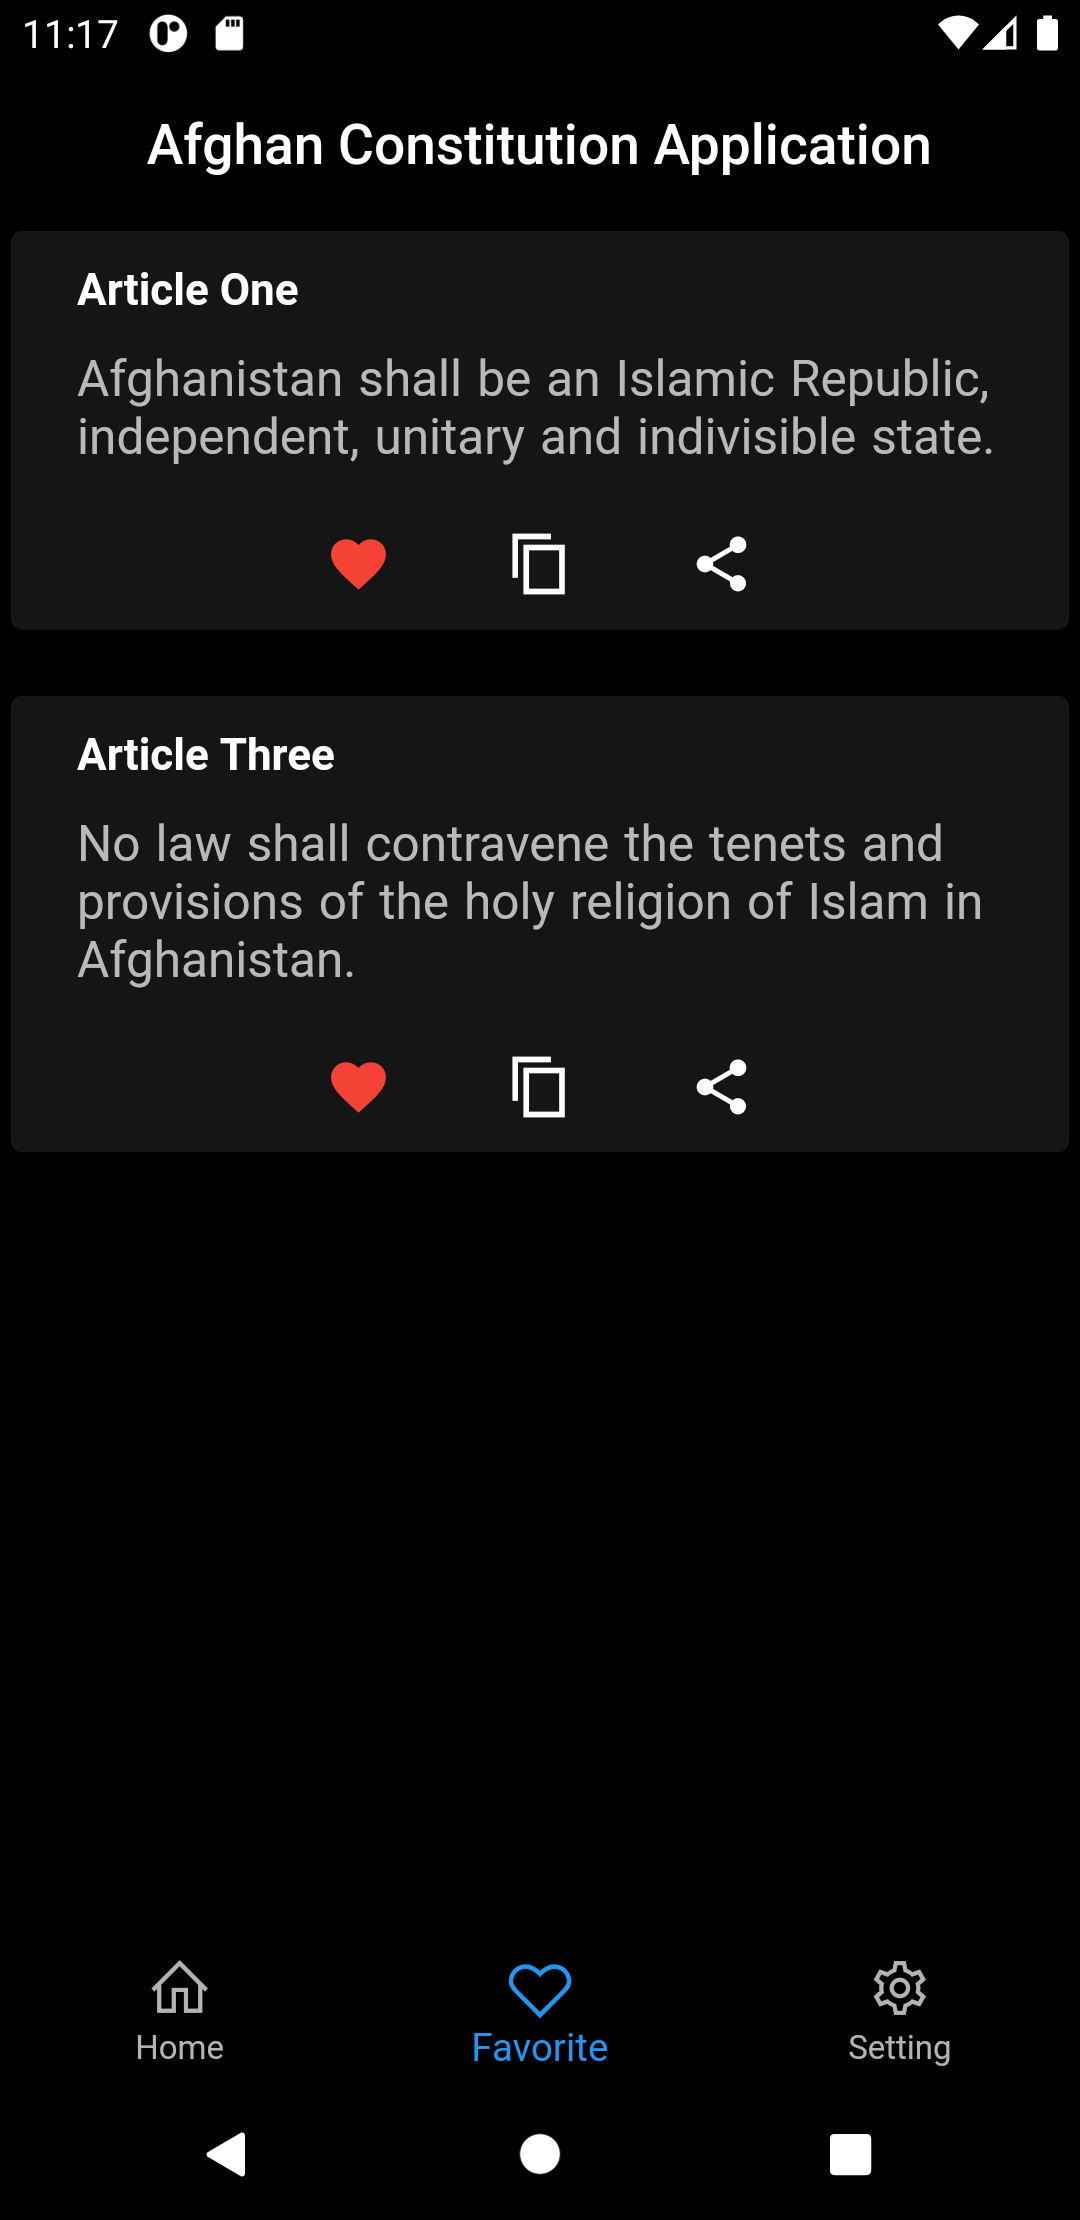 11:17
Afghan Constitution Application
Article One
Afghanistan shall be an Islamic Republic,
independent, unitary and indivisible state.
Article Three
No law shall contravene the tenets and
provisions of the holy religion of Islam in
Afghanistan.
Home
Favorite
Setting